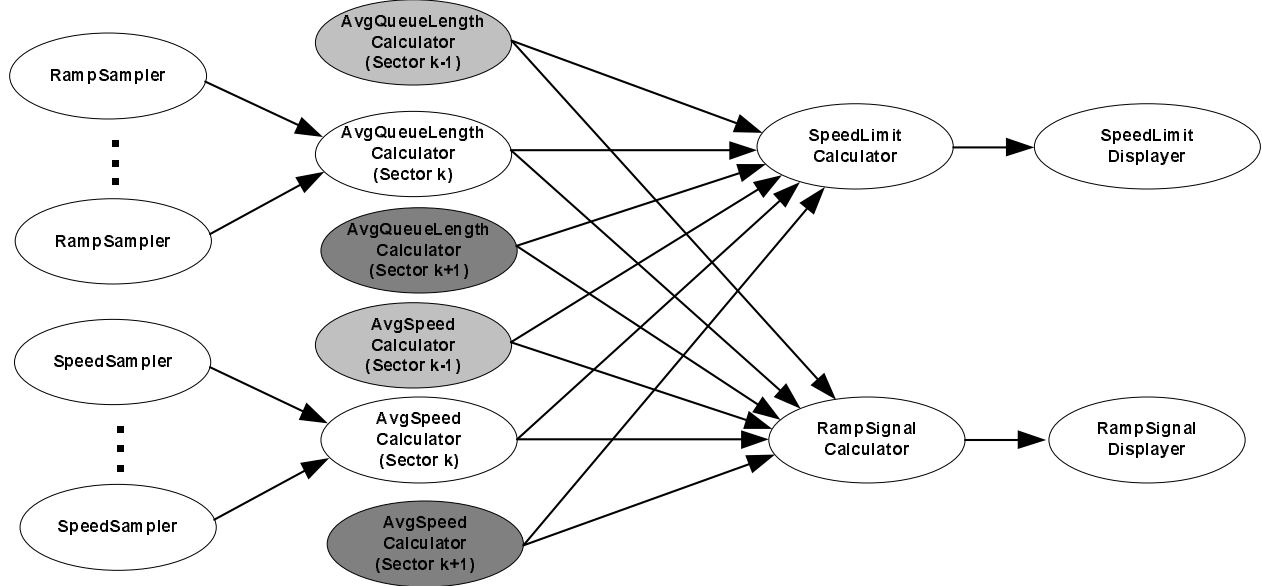 RampSampler
RampSampler
SpeedSampler
SpeedSampler
AvgQueueLength
Calculator
(Sector k-1)
AvgQueueLength
Calculator
(Sector k)
AvgQueueLength
Calculator
(Sector k+1)
AvgSpeed
Calculator
(Sector k-1)
AvgSpeed
Calculator
(Sector k)
AvgSpeed
Calculator
(Sector k+1)
SpeedLimit
Calculator
RampSignal
Calculator
SpeedLimit
Displayer
RampSignal
Displayer